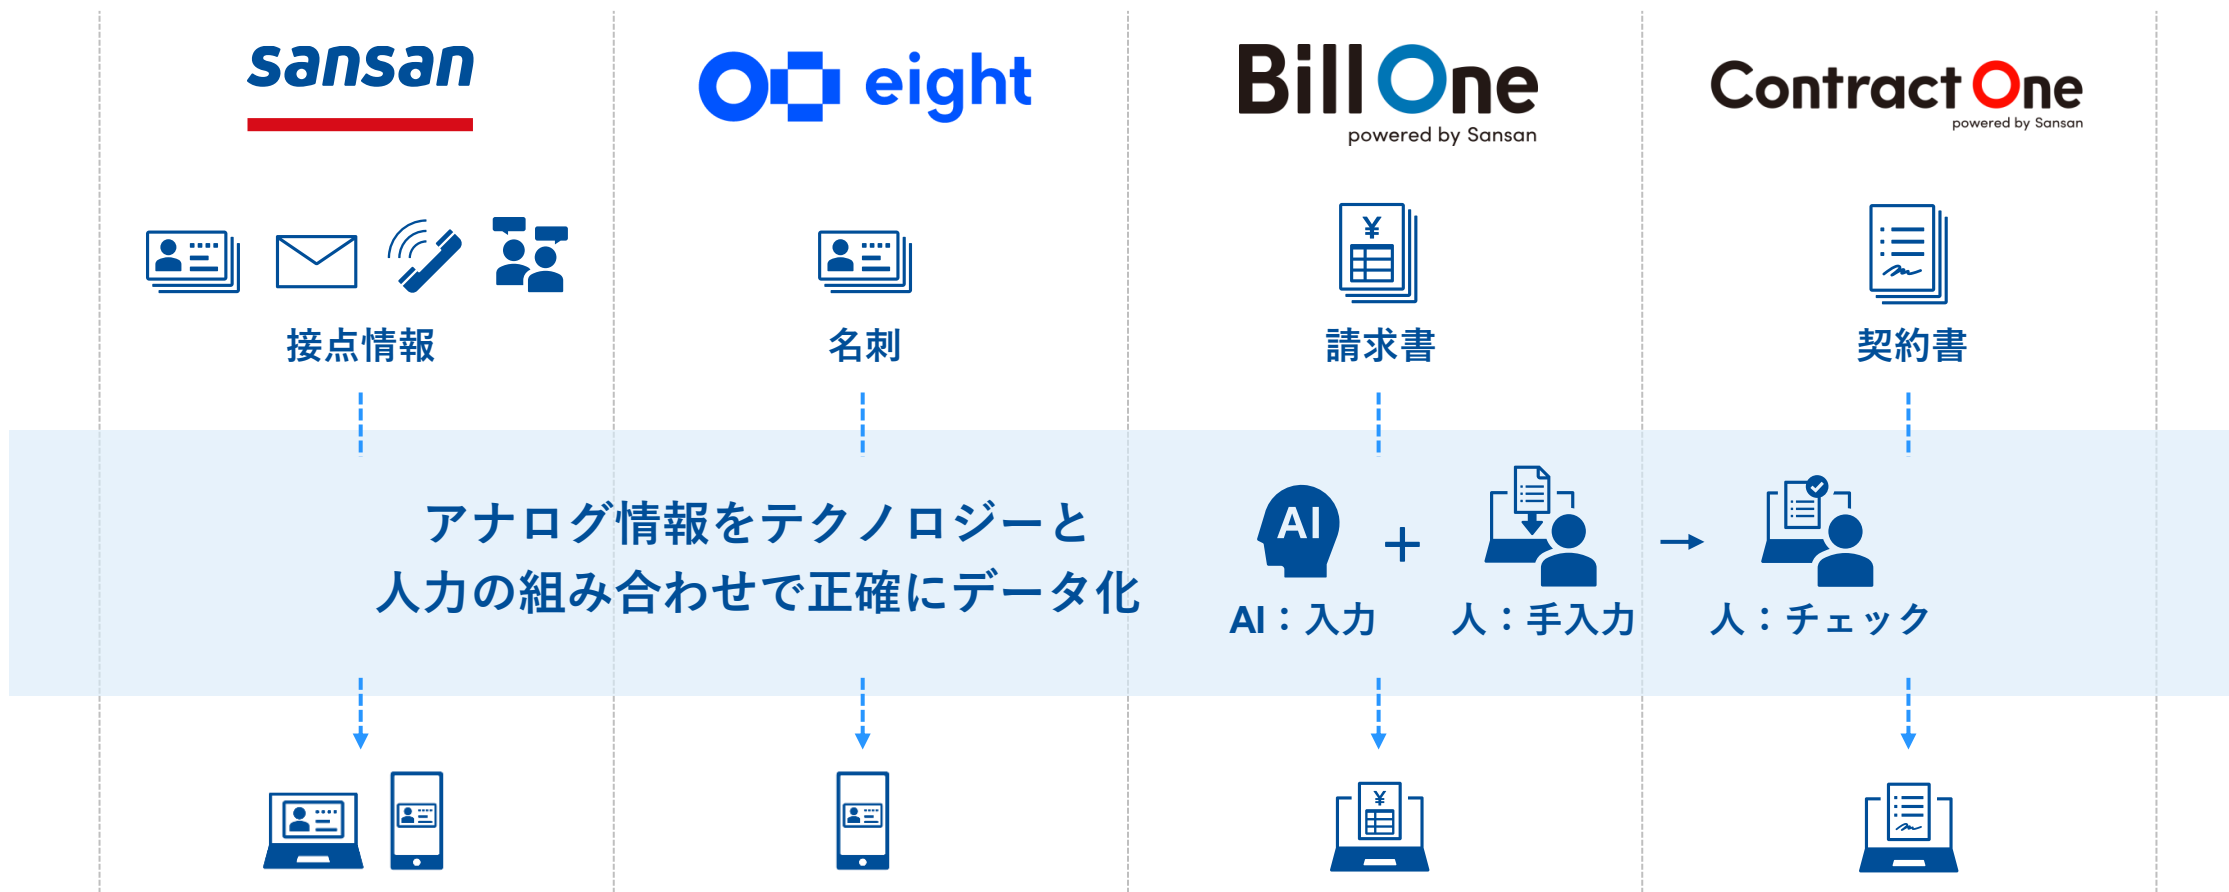 sansan
eight
Bill One
powered by Sansan
Contract One
powered by Sansan
¥
接点情報
名刺
請求書
契約書
アナログ情報をテクノロジーと
人力の組み合わせで正確にデータ化
AI
+
AI：入力
人：手入力
人：チェック
¥